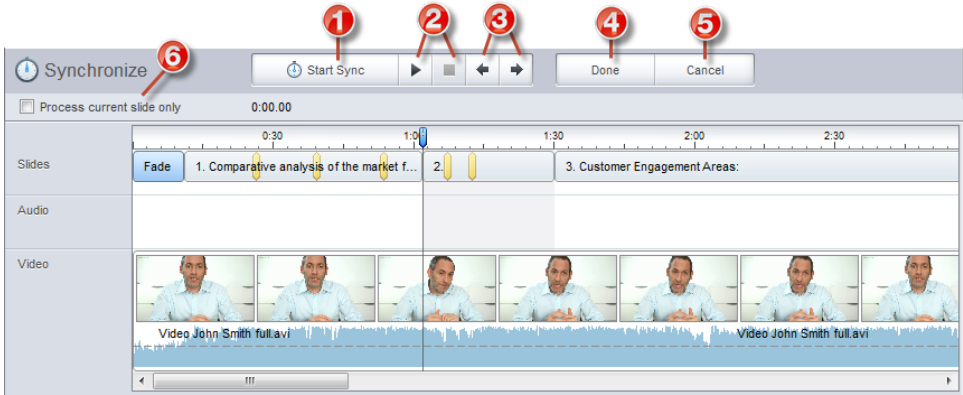 1 2 3 4 5
6
Synchronize Start Sync Done Cancel
Process current slide only 0:00.00
0:30 1:00 1:30 2:00 2:30
Slides Fade 1. Comparative analysis of the market f... 2. 3. Customer Engagement Areas:
Audio
Video
Video John Smith full.avi Video John Smith full.avi